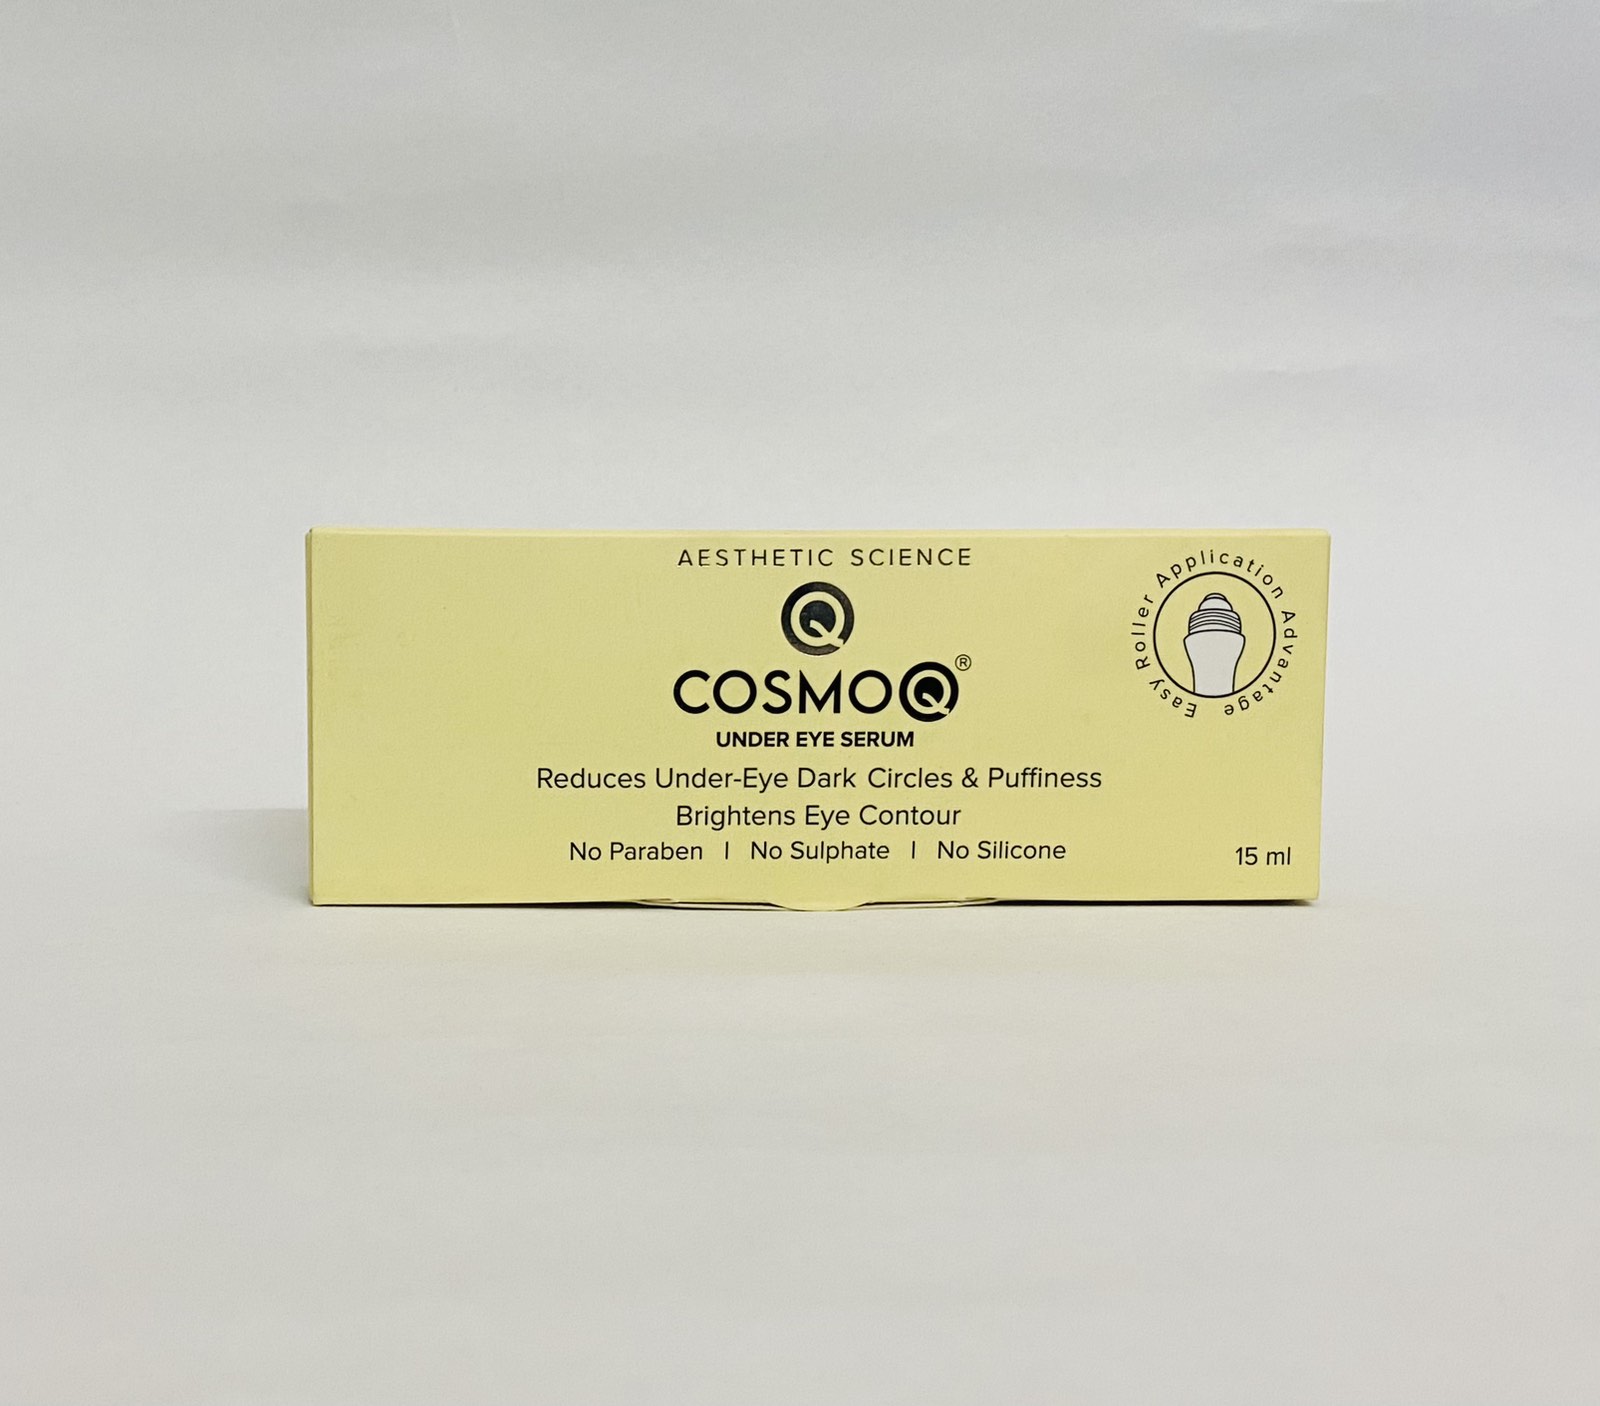 AESTHETIC SCIENCE
Q
COSMOQ®
UNDER EYE SERUM
Reduces Under-Eye Dark Circles & Puffiness
Brightens Eye Contour
No Paraben | No Sulphate | No Silicone
Easy Roller Application Advantage
15 ml